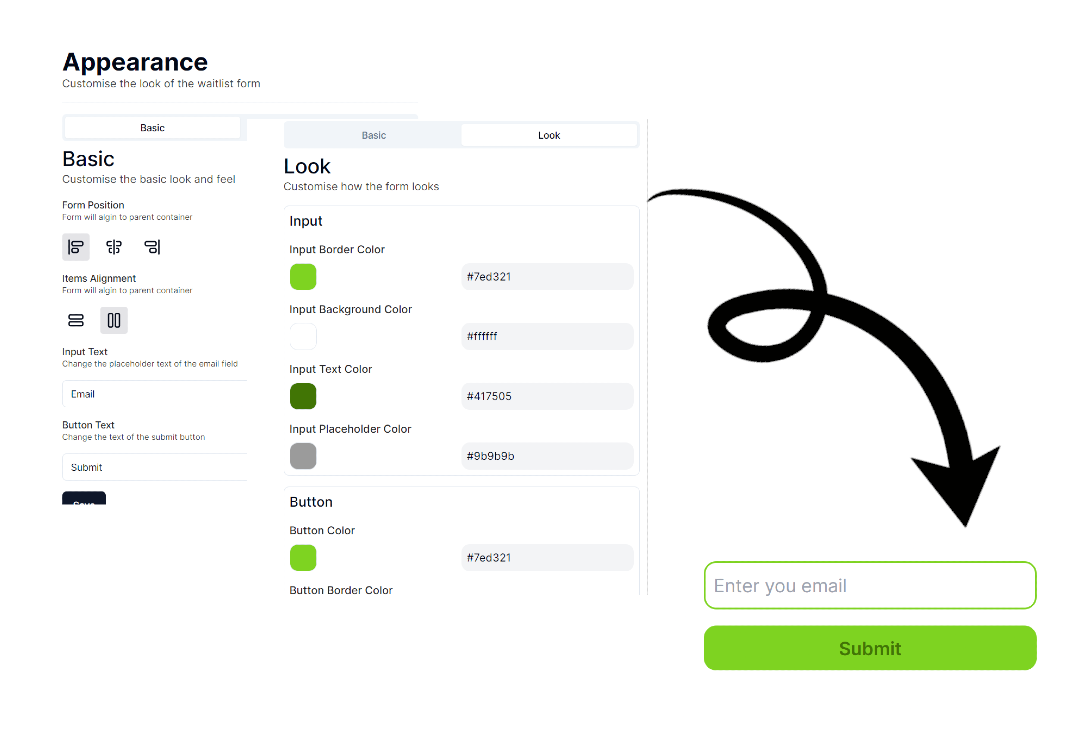 Appearance
Customise the look of the waitlist form
Basic
Basic
Customise the basic look and feel
Form Position
Form will algin to parent container
Items Alignment
Form will algin to parent container
Input Text
Change the placeholder text of the email field
Email
Button Text
Change the text of the submit button
Submit
Save
Basic
Look
Look
Customise how the form looks
Input
Input Border Color
#7ed321
Input Background Color
#ffffff
Input Text Color
#417505
Input Placeholder Color
#9b9b9b
Button
Button Color
#7ed321
Button Border Color
Enter you email
Submit